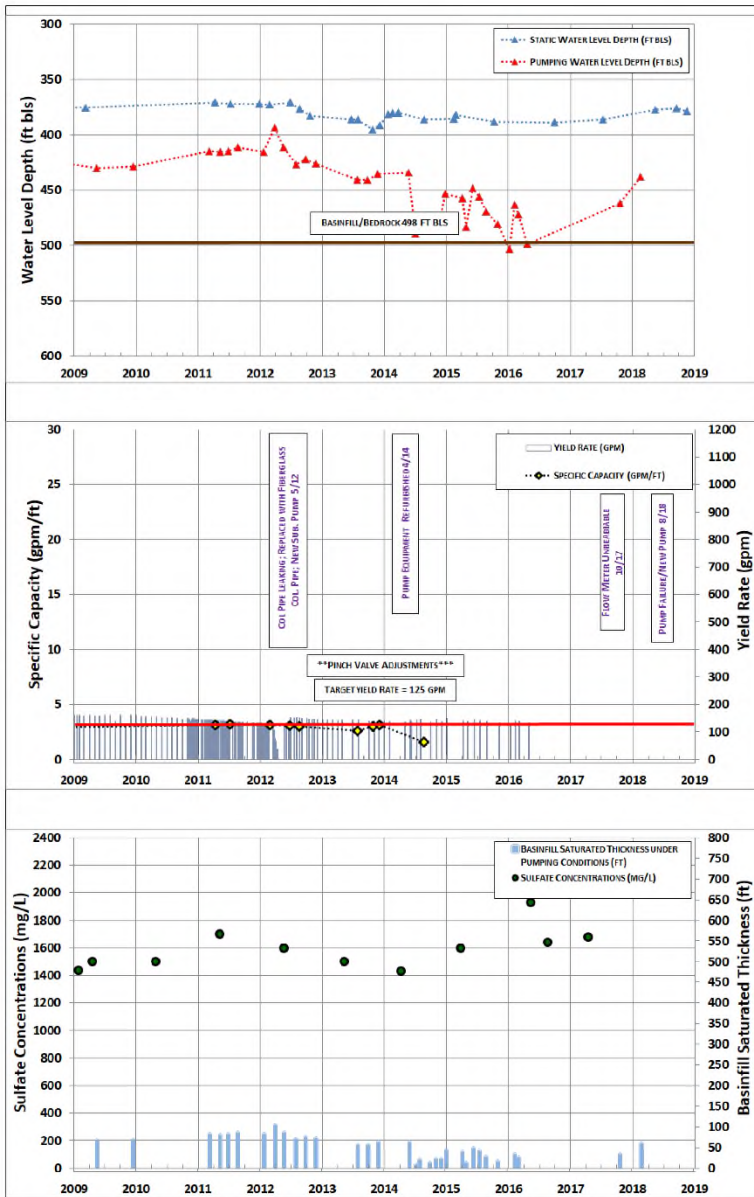 300
350
400
450
500
550
600
Water Level Depth (ft bls)
STATIC WATER LEVEL DEPTH (FT BLS)
PUMPING WATER LEVEL DEPTH (FT BLS)
BASINFILL/BEDROCK 498 FT BLS
2009 2010 2011 2012 2013 2014 2015 2016 2017 2018 2019
30
25
20
15
10
5
0
Specific Capacity (gpm/ft)
COL PIPE LEAKING; REPLACED WITH FIBERGLASS
COL. PIPE; NEW SUB. PUMP 5/12
PUMP EQUIPMENT REFURBISHED 4/14
YIELD RATE (GPM)
SPECIFIC CAPACITY (GPM/FT)
FLOW METER UNREADABLE
10/17
PUMP FAILURE/NEW PUMP 8/18
**PINCH VALVE ADJUSTMENTS***
TARGET YIELD RATE = 125 GPM
1200
1100
1000
900
800
700
600
500
400
300
200
100
0
Yield Rate (gpm)
2009 2010 2011 2012 2013 2014 2015 2016 2017 2018 2019
2400
2200
2000
1800
1600
1400
1200
1000
800
600
400
200
0
Sulfate Concentrations (mg/L)
BASINFILL SATURATED THICKNESS UNDER
PUMPING CONDITIONS (FT)
SULFATE CONCENTRATIONS (MG/L)
800
750
700
650
600
550
500
450
400
350
300
250
200
150
100
50
0
Basinfill Saturated Thickness (ft)
2009 2010 2011 2012 2013 2014 2015 2016 2017 2018 2019